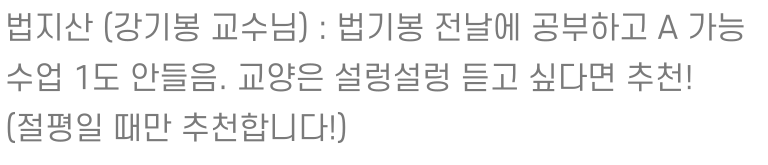 법지산 (강기봉 교수님) : 법기봉 전날에 공부하고 A 가능
수업 1도 안들음. 교양은 설렁설렁 듣고 싶다면 추천!
(절평일 때만 추천합니다!)